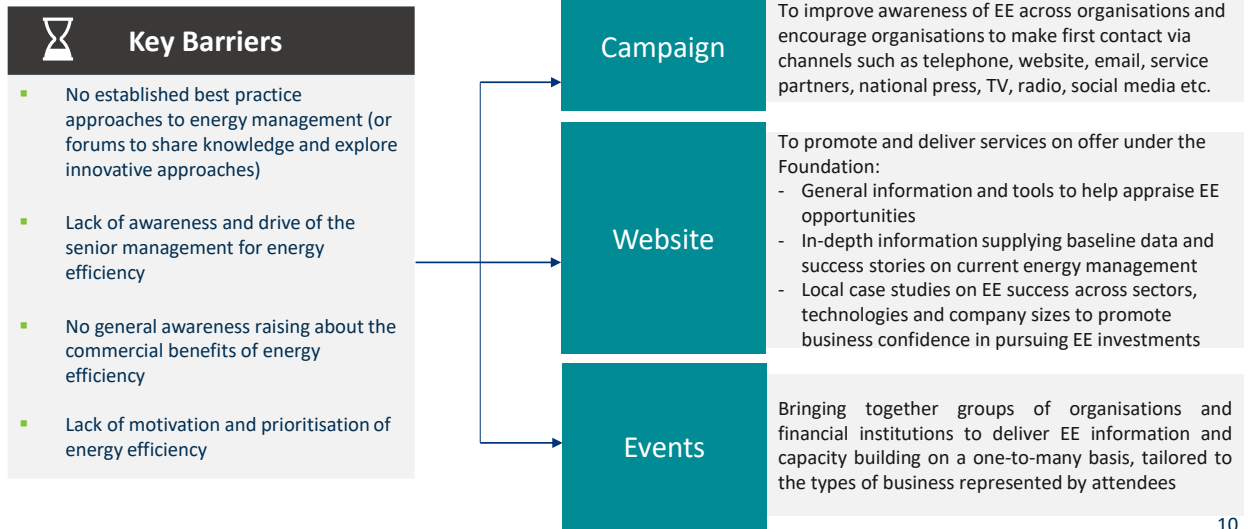 Key Barriers
▪ No established best practice
approaches to energy management (or
forums to share knowledge and explore
innovative approaches)
▪ Lack of awareness and drive of the
senior management for energy
efficiency
▪ No general awareness raising about the
commercial benefits of energy
efficiency
▪ Lack of motivation and prioritisation of
energy efficiency
Campaign
To improve awareness of EE across organisations and
encourage organisations to make first contact via
channels such as telephone, website, email, service
partners, national press, TV, radio, social media etc.
Website
To promote and deliver services on offer under the
Foundation:
- General information and tools to help appraise EE
opportunities
- In-depth information supplying baseline data and
success stories on current energy management
- Local case studies on EE success across sectors,
technologies and company sizes to promote
business confidence in pursuing EE investments
Events
Bringing together groups of organisations and
financial institutions to deliver EE information and
capacity building on a one-to-many basis, tailored to
the types of business represented by attendees
10